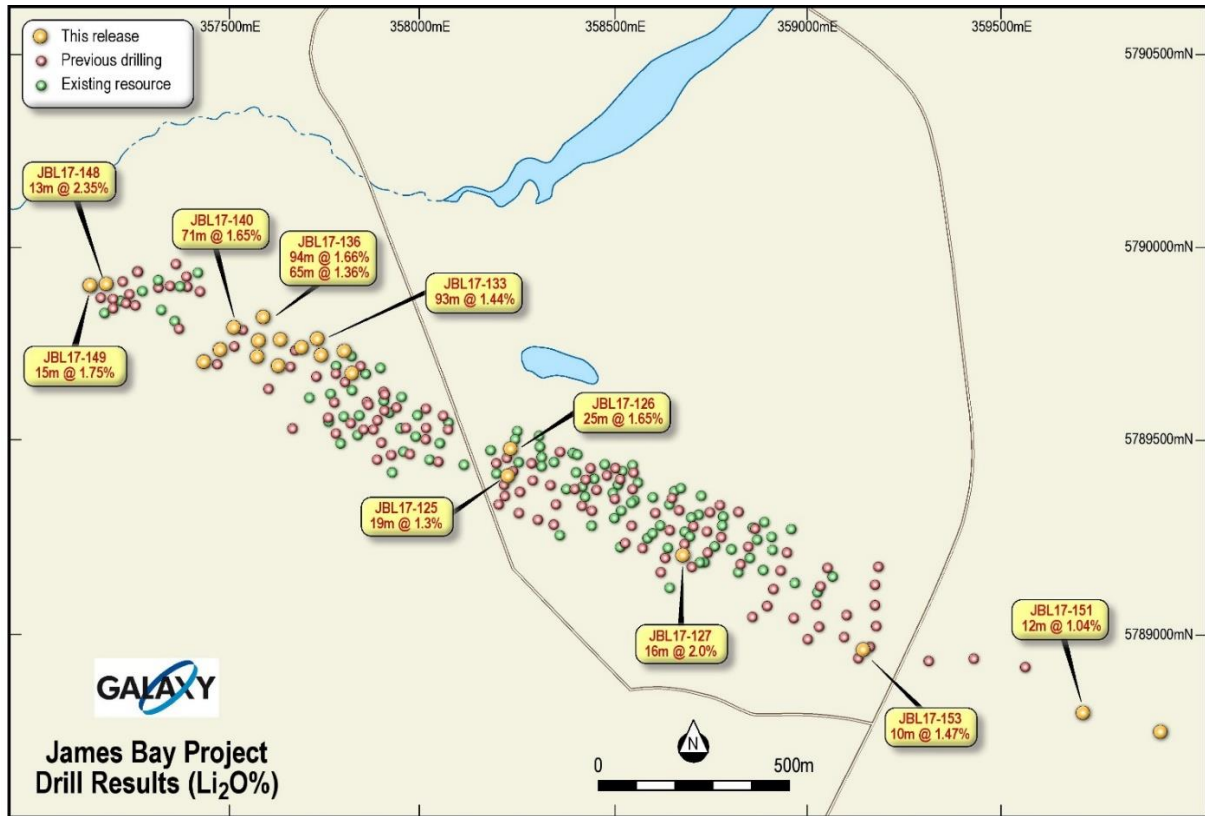 357500mE
358000mE
358500mE
359000mE
359500mE
This release
Previous drilling
Existing resource
5790500mN
JBL17-148
13m @ 2.35%
JBL17-140
71m @ 1.65%
JBL17-136
94m @ 1.66%
65m @ 1.36%
5790000mN
JBL17-133
93m @ 1.44%
JBL17-149
15m @ 1.75%
JBL17-126
25m @ 1.65%
5789500mN
JBL17-125
19m @ 1.3%
JBL17-151
12m @ 1.04%
5789000mN
JBL17-127
16m @ 2.0%
JBL17-153
10m @ 1.47%
GALAXY
James Bay Project
Drill Results (Li₂O%)
N
0 500m